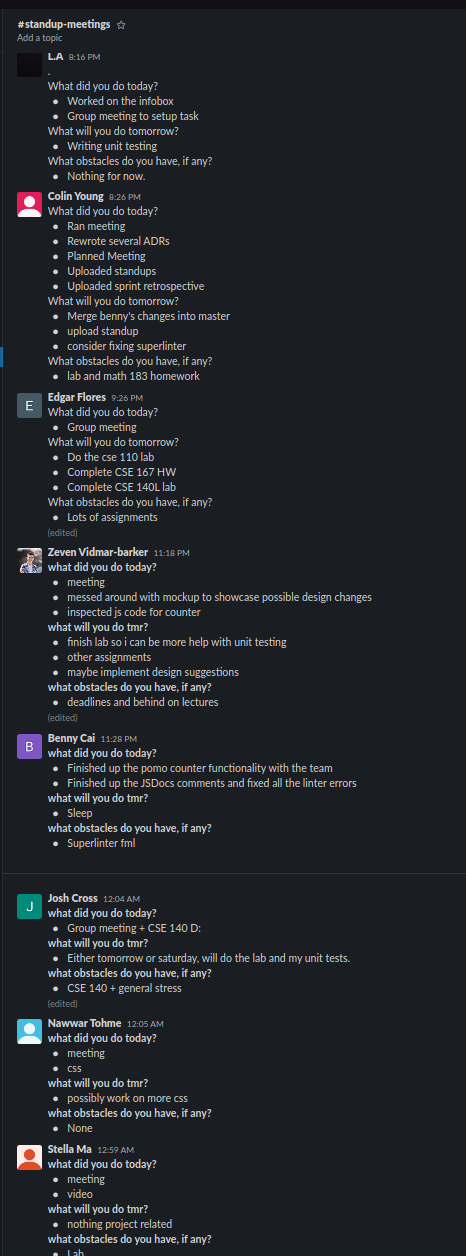 #standup-meetings ☆
Add a topic
L.A 8:16 PM
.
What did you do today?
• Worked on the infobox
• Group meeting to setup task
What will you do tomorrow?
• Writing unit testing
What obstacles do you have, if any?
• Nothing for now.
Colin Young 8:26 PM
What did you do today?
• Ran meeting
• Rewrote several ADRs
• Planned Meeting
• Uploaded standups
• Uploaded sprint retrospective
What will you do tomorrow?
• Merge benny's changes into master
• upload standup
• consider fixing superlinter
What obstacles do you have, if any?
• lab and math 183 homework
E
Edgar Flores 9:26 PM
What did you do today?
• Group meeting
What will you do tomorrow?
• Do the cse 110 lab
• Complete CSE 167 HW
• Complete CSE 140L lab
What obstacles do you have, if any?
• Lots of assignments
(edited)
Zeven Vidmar-barker 11:18 PM
what did you do today?
• meeting
• messed around with mockup to showcase possible design changes
• inspected js code for counter
what will you do tmr?
• finish lab so i can be more help with unit testing
• other assignments
• maybe implement design suggestions
what obstacles do you have, if any?
• deadlines and behind on lectures
(edited)
B
Benny Cai 11:28 PM
what did you do today?
• Finished up the pomo counter functionality with the team
• Finished up the JSDocs comments and fixed all the linter errors
what will you do tmr?
• Sleep
what obstacles do you have, if any?
• Superlinter fml
J
Josh Cross 12:04 AM
what did you do today?
• Group meeting + CSE 140 D:
what will you do tmr?
• Either tomorrow or saturday, will do the lab and my unit tests.
what obstacles do you have, if any?
• CSE 140 + general stress
(edited)
Nawwar Tohme 12:05 AM
what did you do today?
• meeting
• css
what will you do tmr?
• possibly work on more css
what obstacles do you have, if any?
• None
Stella Ma 12:59 AM
what did you do today?
• meeting
• video
what will you do tmr?
• nothing project related
what obstacles do you have, if any?
• Lab